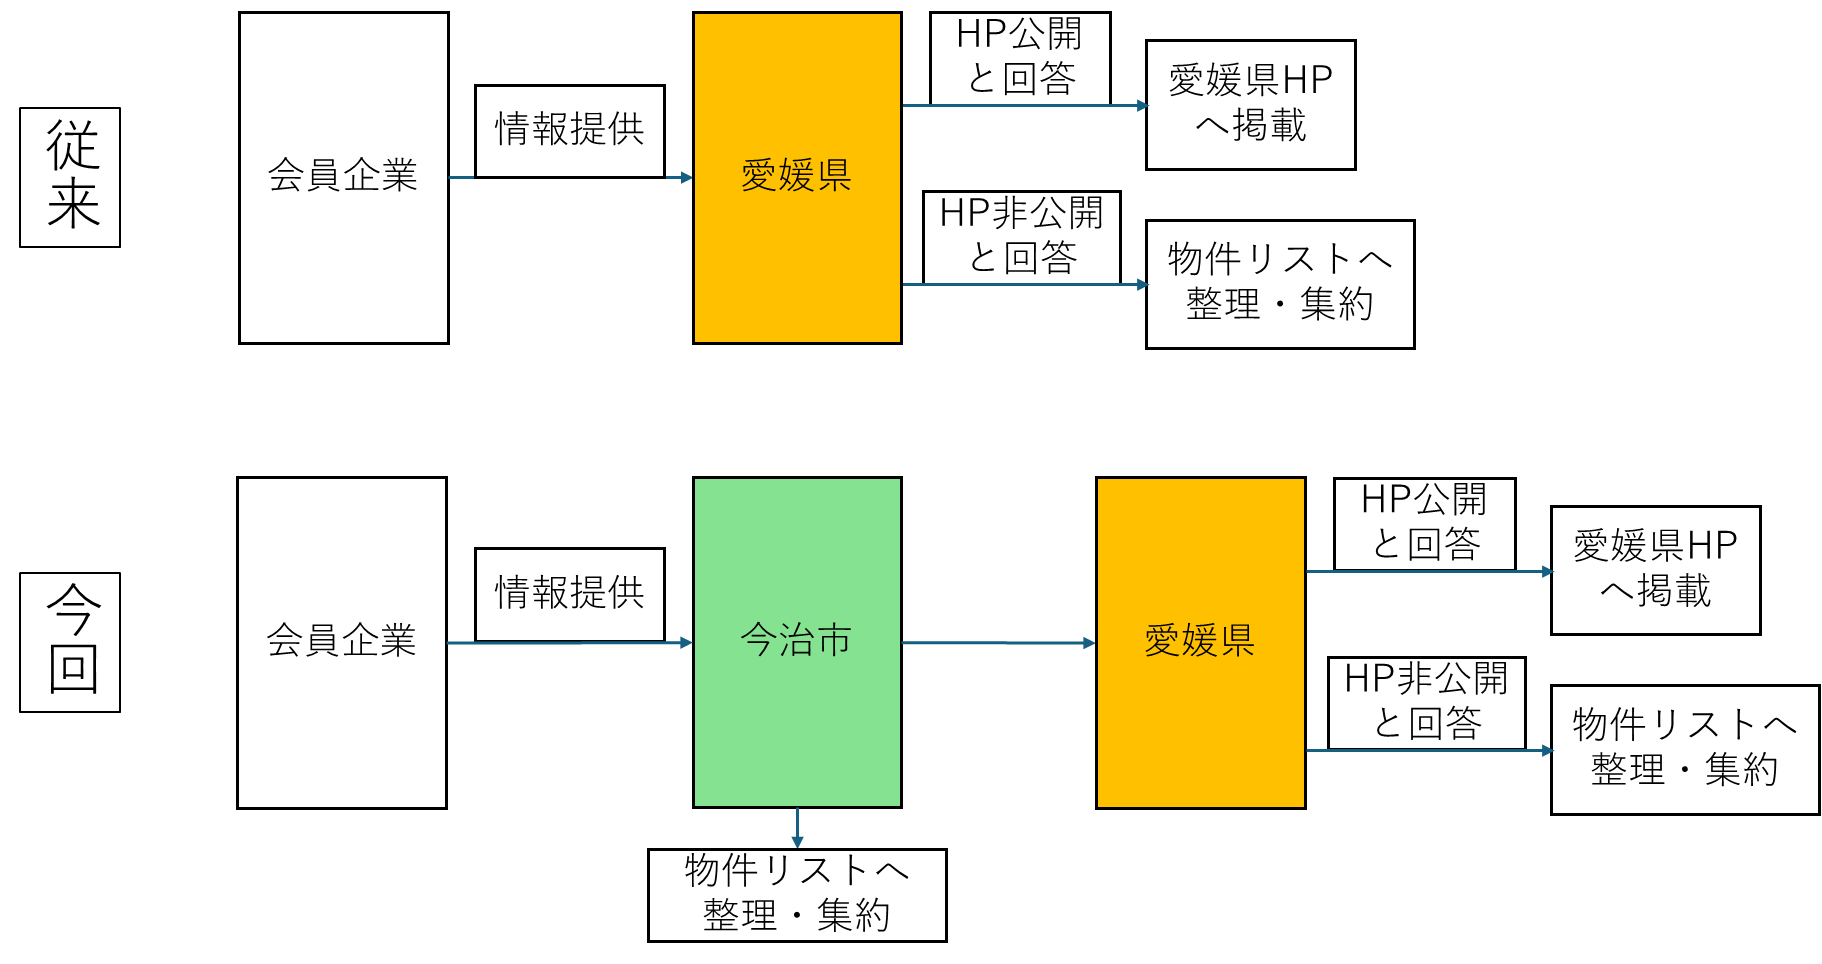 従来
会員企業
情報提供
愛媛県
HP公開
と回答
愛媛県HP
へ掲載
HP非公開
と回答
物件リストへ
整理・集約
今回
会員企業
情報提供
今治市
愛媛県
HP公開
と回答
愛媛県HP
へ掲載
HP非公開
と回答
物件リストへ
整理・集約
物件リストへ
整理・集約